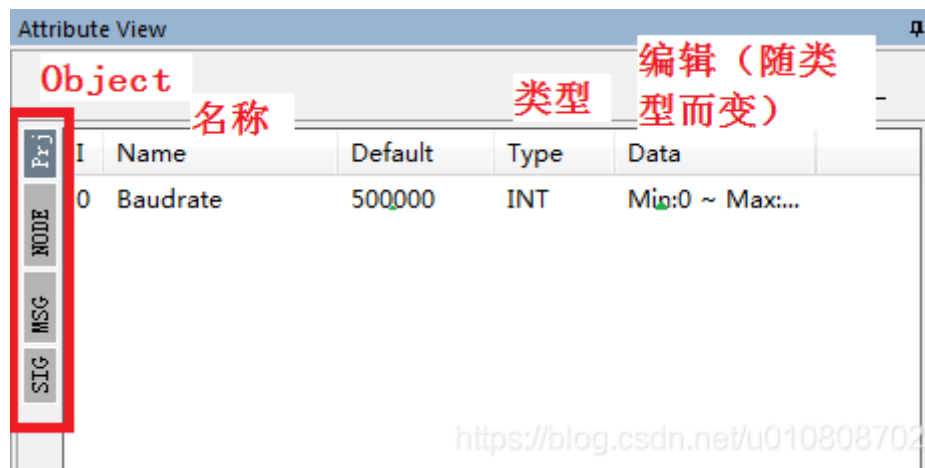 Attribute View
Object
名称
类型
编辑（随类
型而变）
Prj
NODE
MSG
SIG
I Name Default Type Data
0 Baudrate 500000 INT Min:0 ~ Max:...
https://blog.csdn.net/u010808702